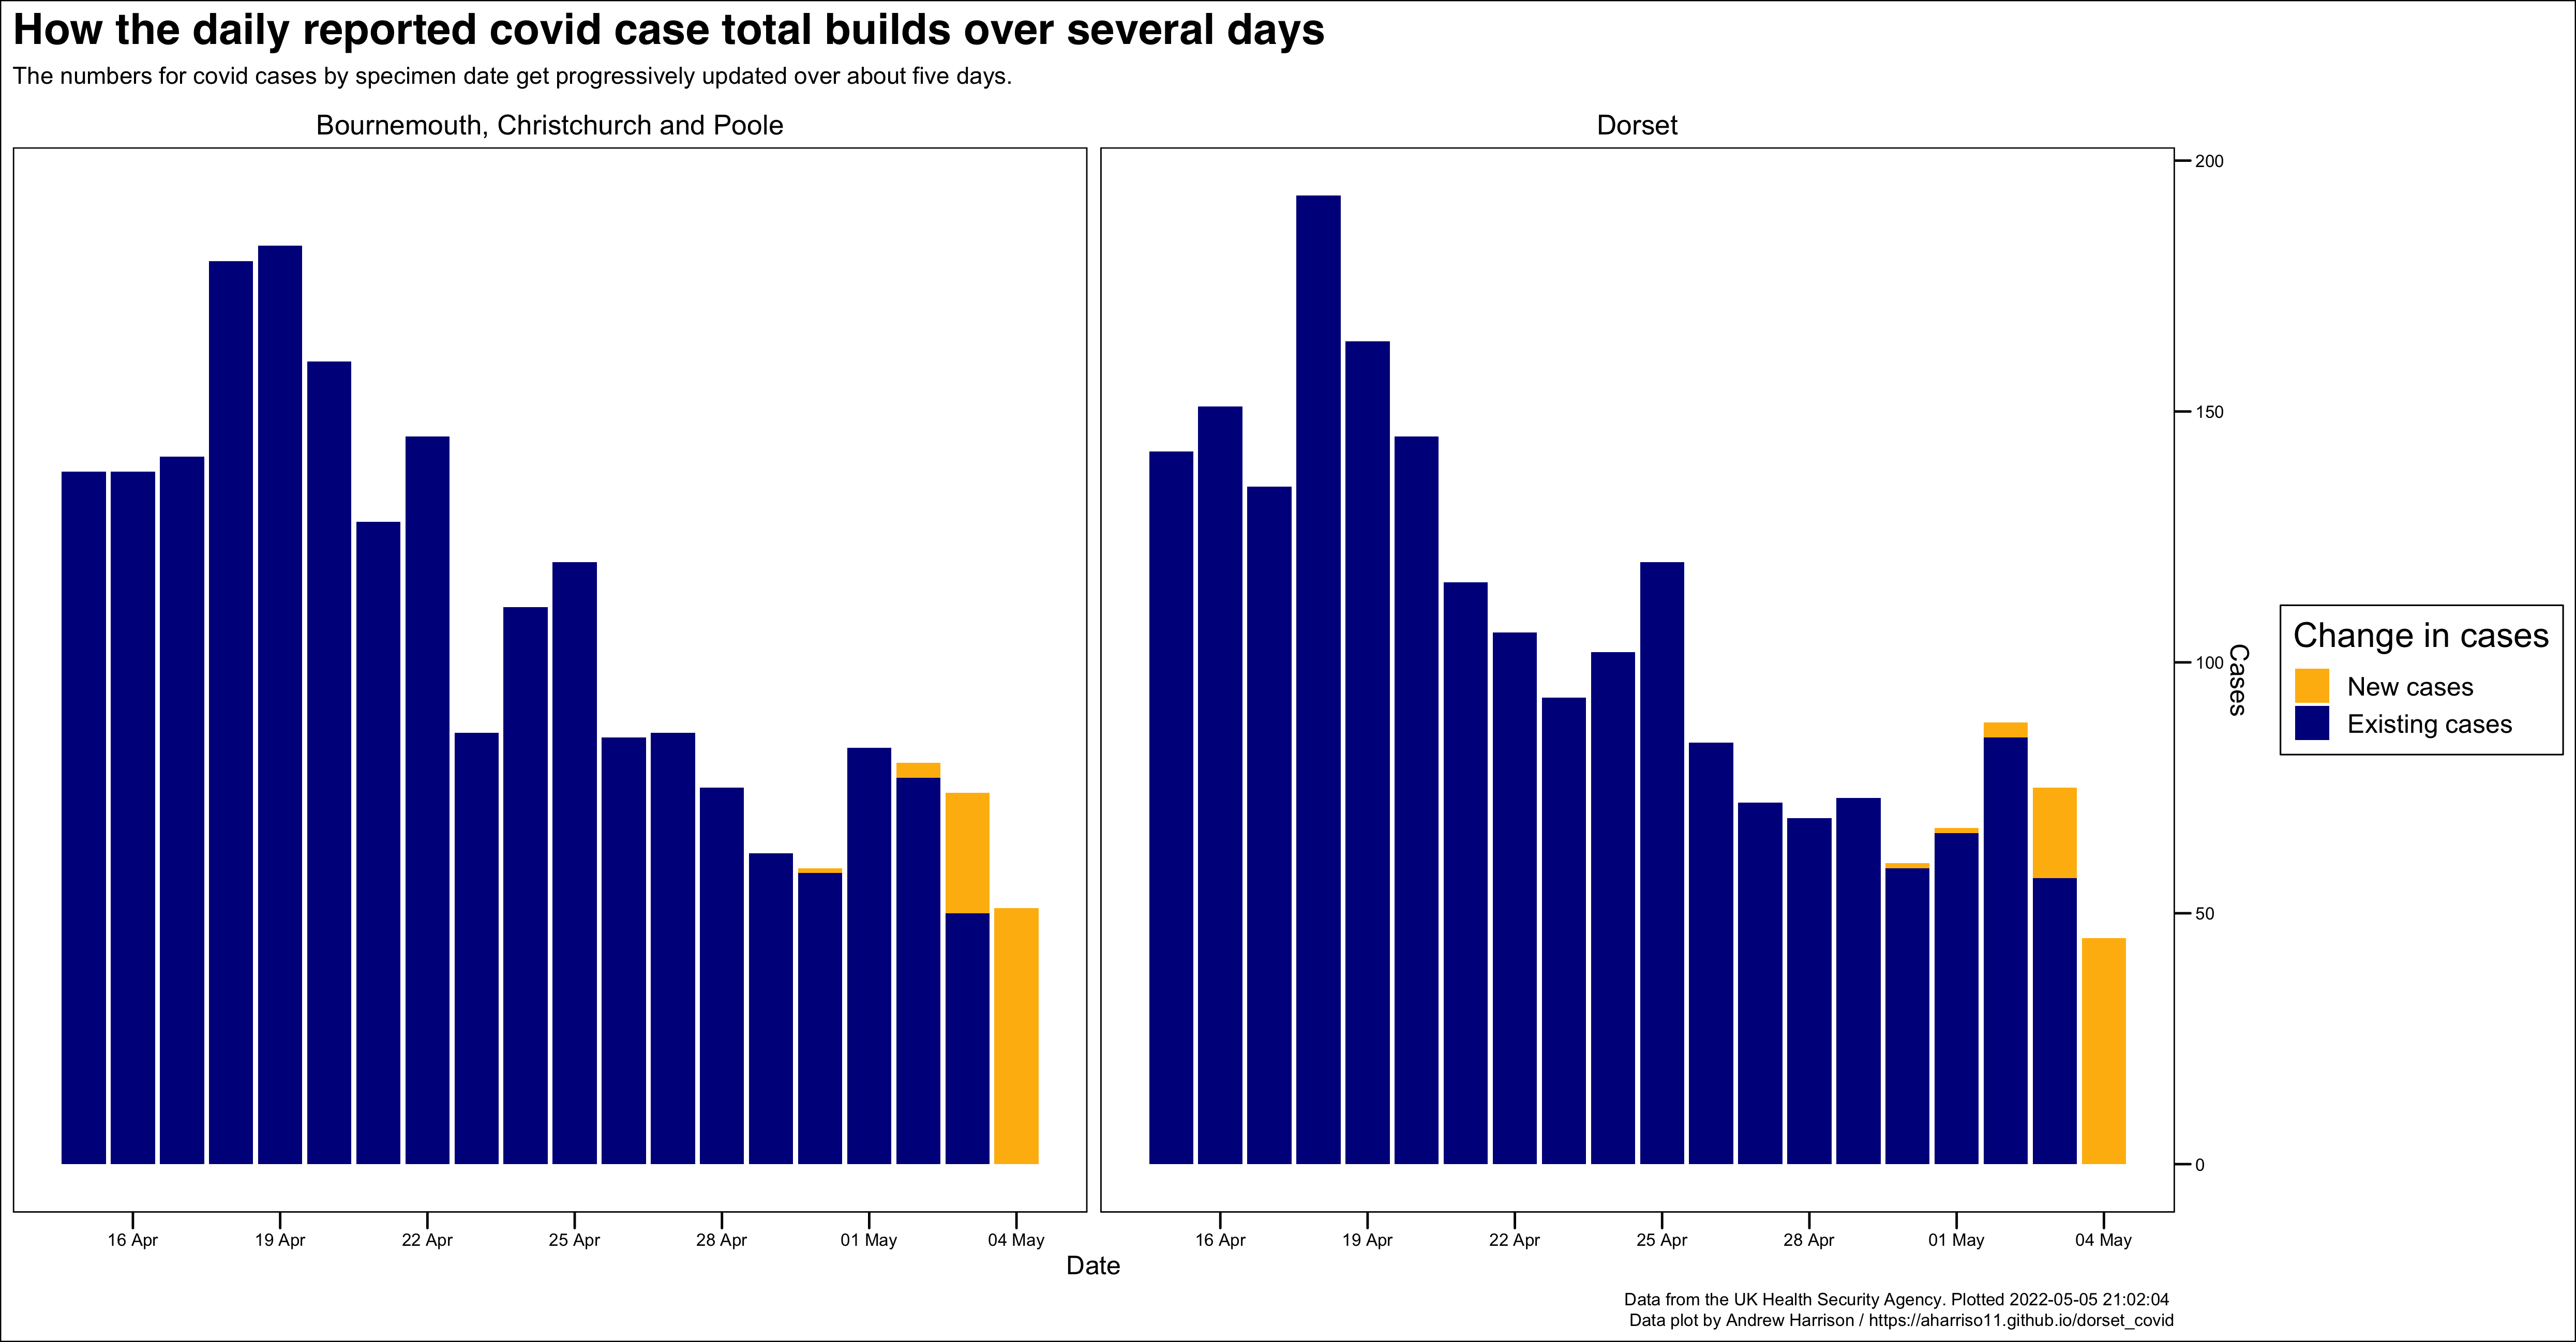 How the daily reported covid case total builds over several days
The numbers for covid cases by specimen date get progressively updated over about five days.
Bournemouth, Christchurch and Poole
Dorset
200
150
100
50
0
Cases
Change in cases
New cases
Existing cases
16 Apr 19 Apr 22 Apr 25 Apr 28 Apr 01 May 04 May
16 Apr 19 Apr 22 Apr 25 Apr 28 Apr 01 May 04 May
Date
Data from the UK Health Security Agency. Plotted 2022-05-05 21:02:04
Data plot by Andrew Harrison / https://aharriso11.github.io/dorset_covid